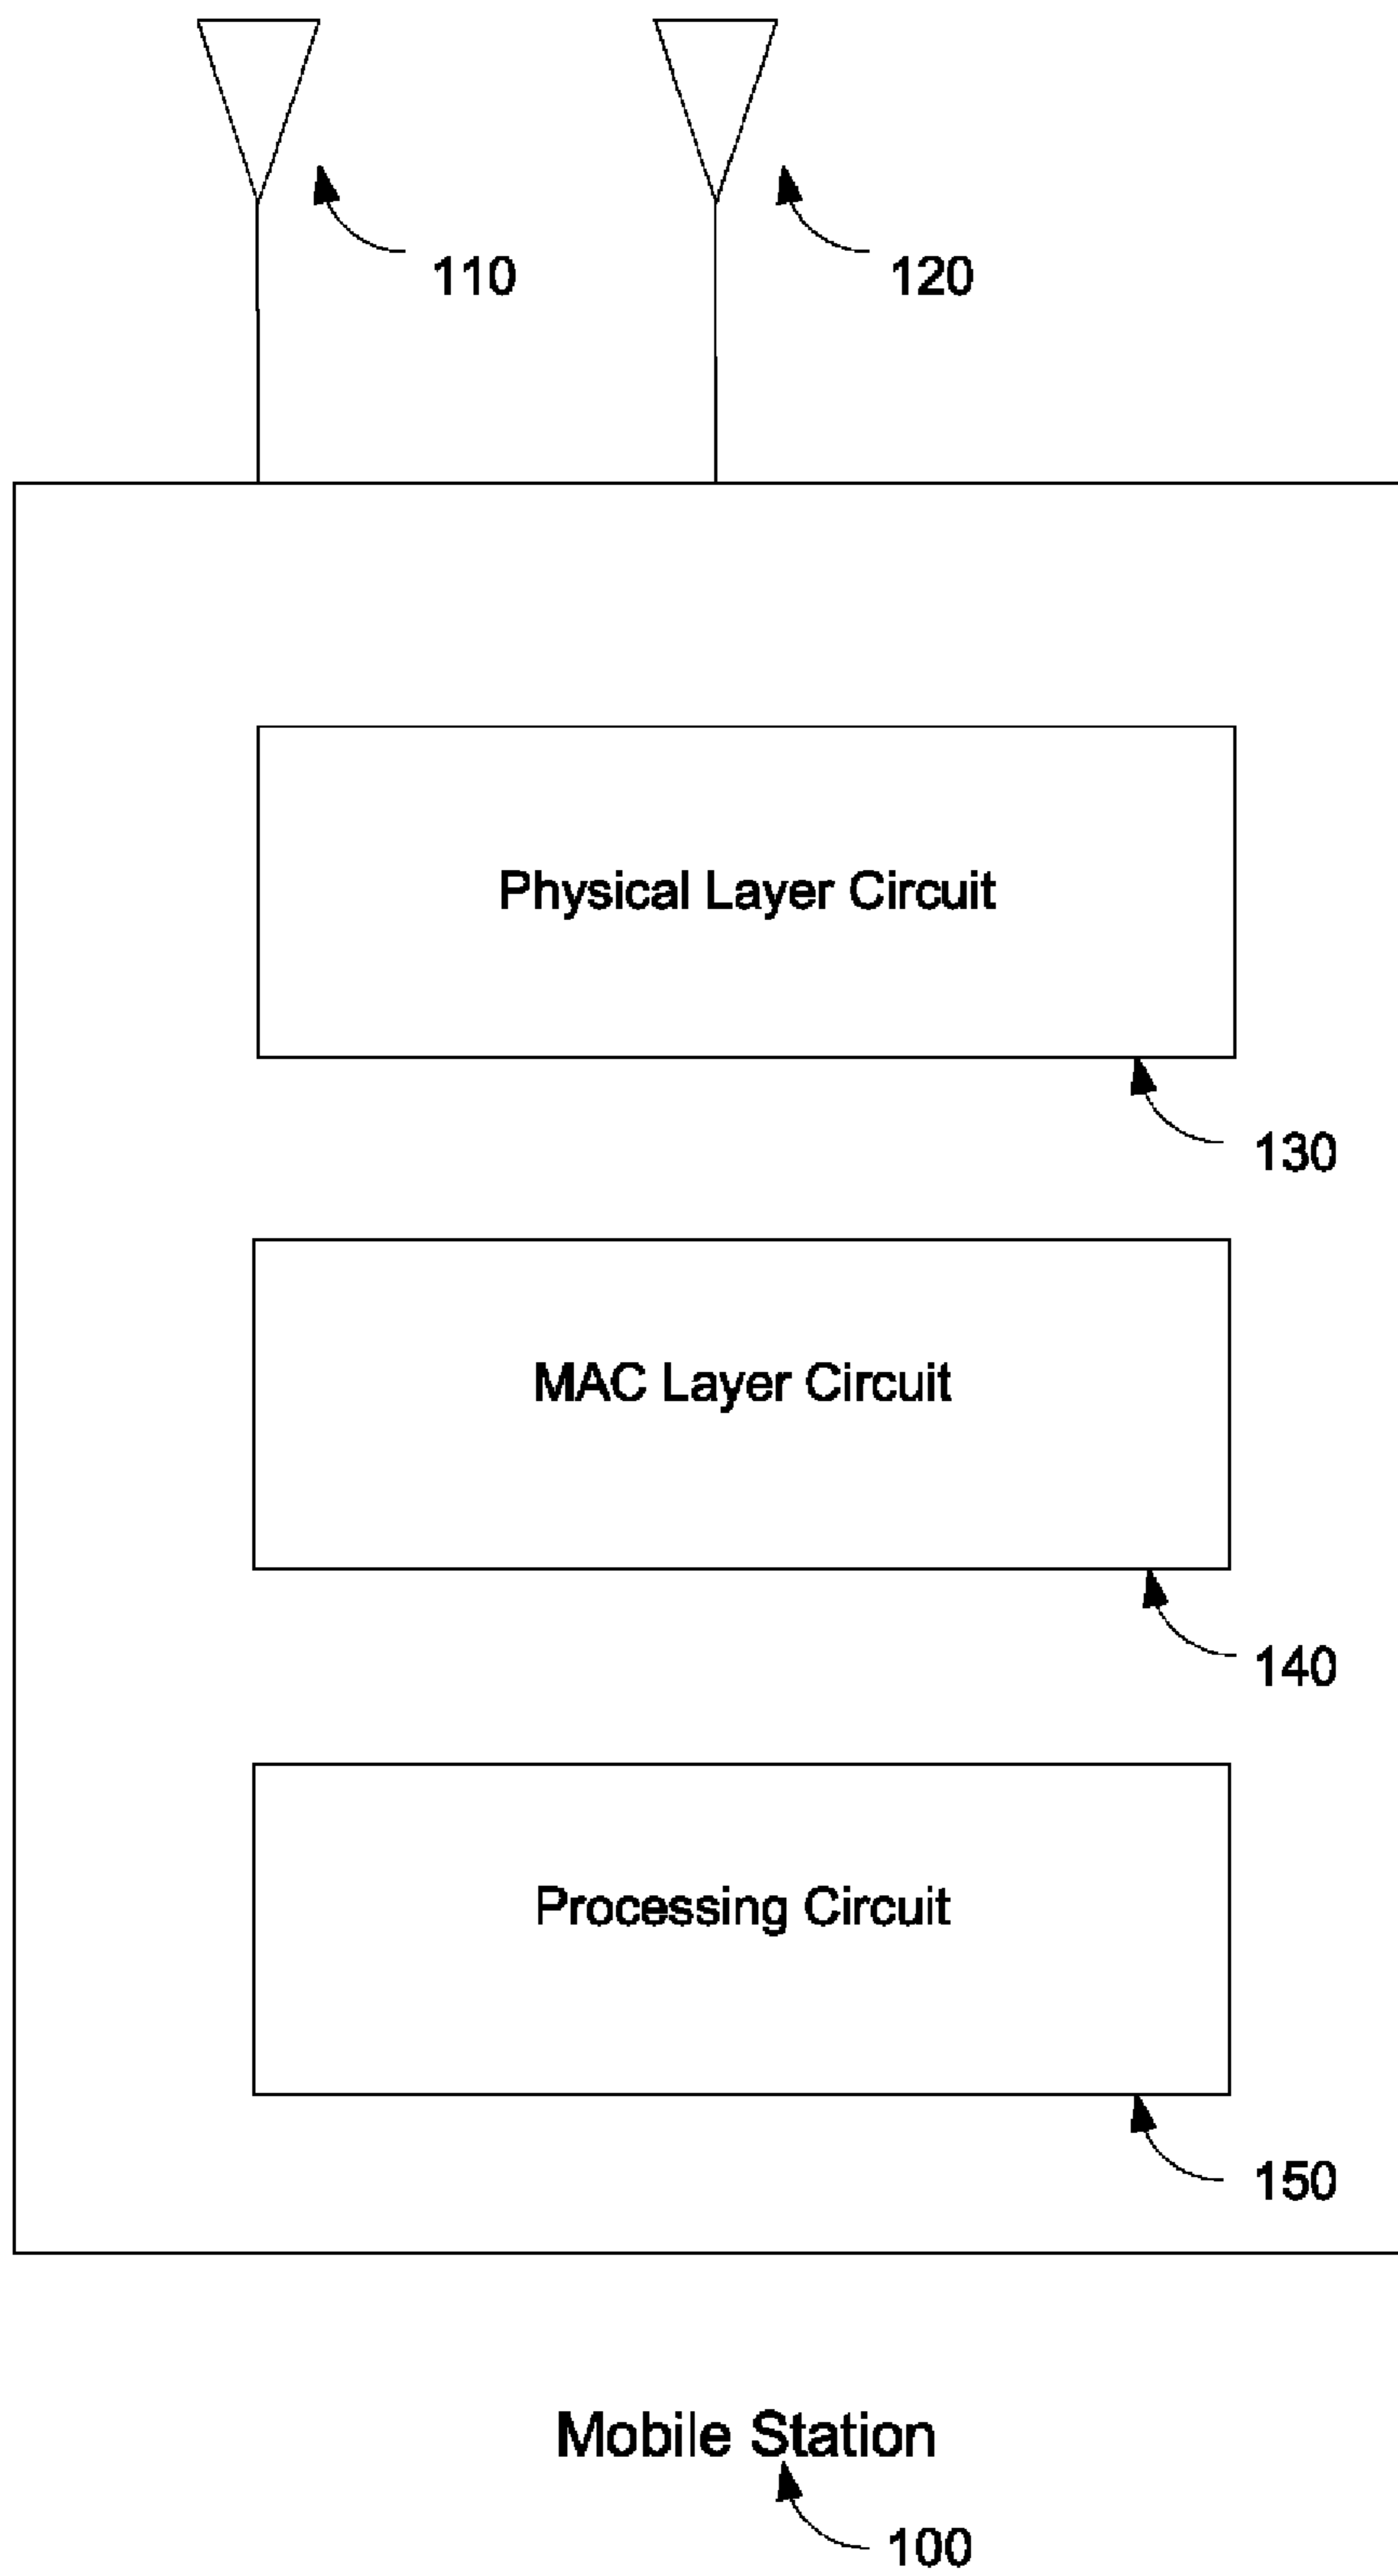 110
120
Physical Layer Circuit
130
MAC Layer Circuit
140
Processing Circuit
150
Mobile Station
100